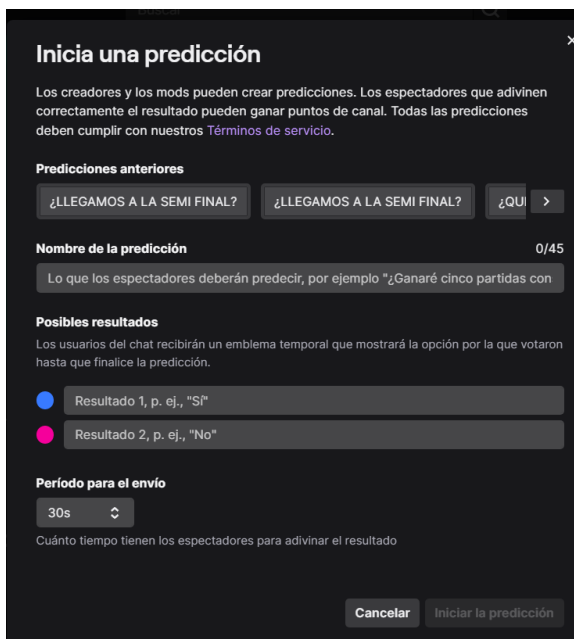 Buscar
Inicia una predicción
Los creadores y los mods pueden crear predicciones. Los espectadores que adivinen
correctamente el resultado pueden ganar puntos de canal. Todas las predicciones
deben cumplir con nuestros Términos de servicio.
Predicciones anteriores
¿LLEGAMOS A LA SEMI FINAL? ¿LLEGAMOS A LA SEMI FINAL? ¿QU
Nombre de la predicción 0/45
Lo que los espectadores deberán predecir, por ejemplo "¿Ganaré cinco partidas con
Posibles resultados
Los usuarios del chat recibirán un emblema temporal que mostrará la opción por la que votaron
hasta que finalice la predicción.
Resultado 1, p. ej., "Sí"
Resultado 2, p. ej., "No"
Período para el envío
30s
Cuánto tiempo tienen los espectadores para adivinar el resultado
Cancelar Iniciar la predicción